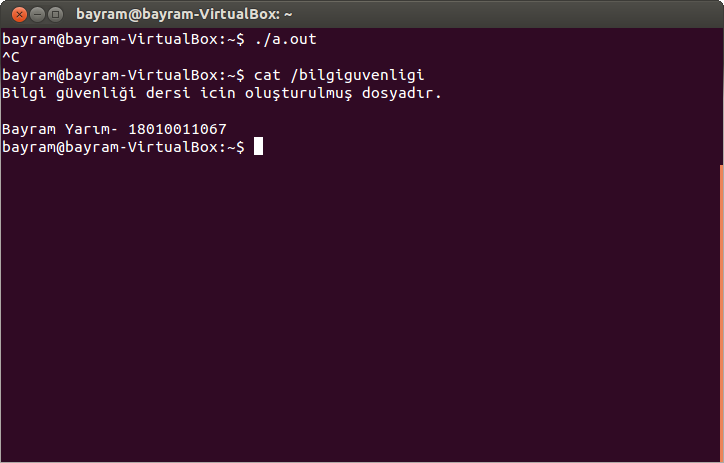 bayram@bayram-VirtualBox: ~
bayram@bayram-VirtualBox:~$ ./a.out
^C
bayram@bayram-VirtualBox:~$ cat /bilgiguvenligi
Bilgi güvenliği dersi icin oluşturulmuş dosyadır.
Bayram Yarım- 18010011067
bayram@bayram-VirtualBox:~$